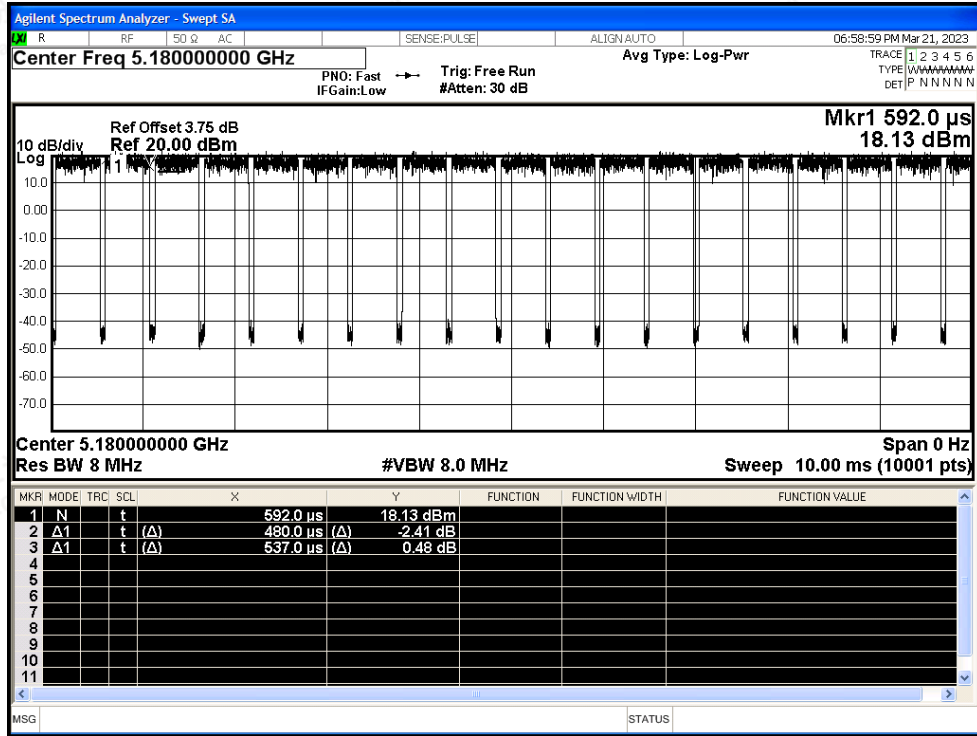 Agilent Spectrum Analyzer - Swept SA
LXI R RF 50 Ω AC SENSE:PULSE ALIGN AUTO 06:58:59 PM Mar 21, 2023
Center Freq 5.180000000 GHz Avg Type: Log-Pwr TRACE 1 2 3 4 5 6
PNO: Fast Trig: Free Run TYPE W
IFGain:Low #Atten: 30 dB DET P N N N N N
Mkr1 592.0 µs
Ref Offset 3.75 dB
10 dB/div Ref 20.00 dBm 18.13 dBm
Log
1
10.0
0.00
-10.0
-20.0
-30.0
-40.0
-50.0
-60.0
-70.0
Center 5.180000000 GHz Span 0 Hz
Res BW 8 MHz #VBW 8.0 MHz Sweep 10.00 ms (10001 pts)
MKR MODE TRC SCL X Y FUNCTION FUNCTION WIDTH FUNCTION VALUE
1 N t 592.0 µs 18.13 dBm
2 Δ1 t (Δ) 480.0 µs (Δ) -2.41 dB
3 Δ1 t (Δ) 537.0 µs (Δ) 0.48 dB
4
5
6
7
8
9
10
11
MSG STATUS